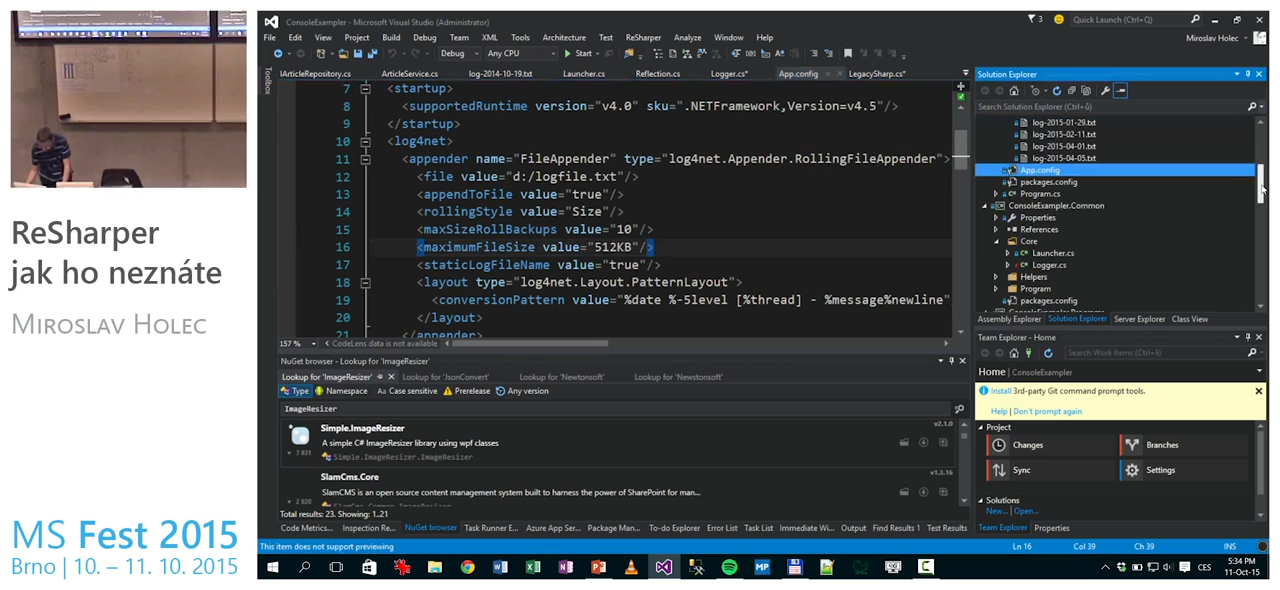 ReSharper
jak ho neznáte
MIROSLAV HOLEC
MS Fest 2015
Brno | 10. – 11. 10. 2015
ConsoleExampler - Microsoft Visual Studio (Administrator)
3
Quick Launch (Ctrl+Q)
File Edit View Project Build Debug Team XML Tools Architecture Test ReSharper Analyze Window Help
Miroslav Holec
Debug Any CPU Start
Toolbox
IArticleRepository.cs ArticleService.cs log-2014-10-19.txt Launcher.cs Reflection.cs Logger.cs* App.config LegacySharp.cs*
7 <startup>
8 <supportedRuntime version="v4.0" sku=".NETFramework,Version=v4.5"/>
9 </startup>
10 <log4net>
11 <appender name="FileAppender" type="log4net.Appender.RollingFileAppender">
12 <file value="d:/logfile.txt"/>
13 <appendToFile value="true"/>
14 <rollingStyle value="Size"/>
15 <maxSizeRollBackups value="10"/>
16 <maximumFileSize value="512KB"/>
17 <staticLogFileName value="true"/>
18 <layout type="log4net.Layout.PatternLayout">
19 <conversionPattern value="%date %-5level [%thread] - %message%newline"
20 </layout>
21 </appender>
157 % CodeLens data is not available
NuGet browser - Lookup for 'ImageResizer'
Lookup for 'ImageResizer' Lookup for 'JsonConvert' Lookup for 'Newtonsoft' Lookup for 'Newstonsoft'
Type Namespace Aa Case sensitive Prerelease Any version
ImageResizer
Simple.ImageResizer v2.1.0
A simple C# ImageResizer library using wpf classes
7 831 Simple.ImageResizer.ImageResizer
SlamCms.Core v1.3.16
SlamCMS is an open source content management system built to harness the power of SharePoint for man...
2 820 SlamCms.Common.ImageResizer
Total results: 23. Showing: 1..21
Code Metrics... Inspection Re... NuGet browser Task Runner E... Azure App Ser... Package Man... To-do Explorer Error List Task List Immediate Wi... Output Find Results 1 Test Results
This item does not support previewing
Ln 16 Col 39 Ch 39 INS
Solution Explorer
Search Solution Explorer (Ctrl+ů)
log-2015-01-29.txt
log-2015-02-11.txt
log-2015-04-01.txt
log-2015-04-05.txt
App.config
packages.config
Program.cs
ConsoleExampler.Common
Properties
References
Core
Launcher.cs
Logger.cs
Helpers
Program
packages.config
Assembly Explorer Solution Explorer Server Explorer Class View
Team Explorer - Home
Search Work Items (Ctrl+š)
Home | ConsoleExampler
Install 3rd-party Git command prompt tools.
Help | Don't prompt again
Project
Changes Branches
Sync Settings
Solutions
New... | Open...
Team Explorer Properties
CES
5:34 PM
11-Oct-15